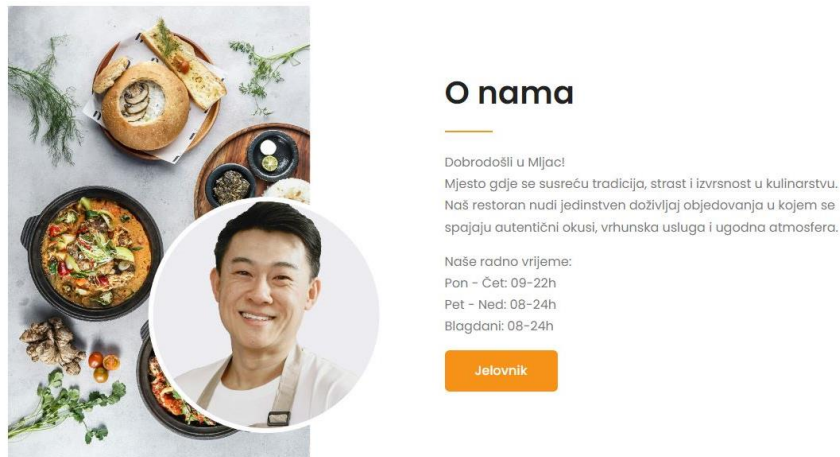 O nama
Dobrodošli u Mljac!
Mjesto gdje se susreću tradicija, strast i izvrsnost u kulinarstvu.
Naš restoran nudi jedinstven doživljaj objedovanja u kojem se
spajaju autentični okusi, vrhunska usluga i ugodna atmosfera.
Naše radno vrijeme:
Pon - Čet: 09-22h
Pet - Ned: 08-24h
Blagdani: 08-24h
Jelovnik